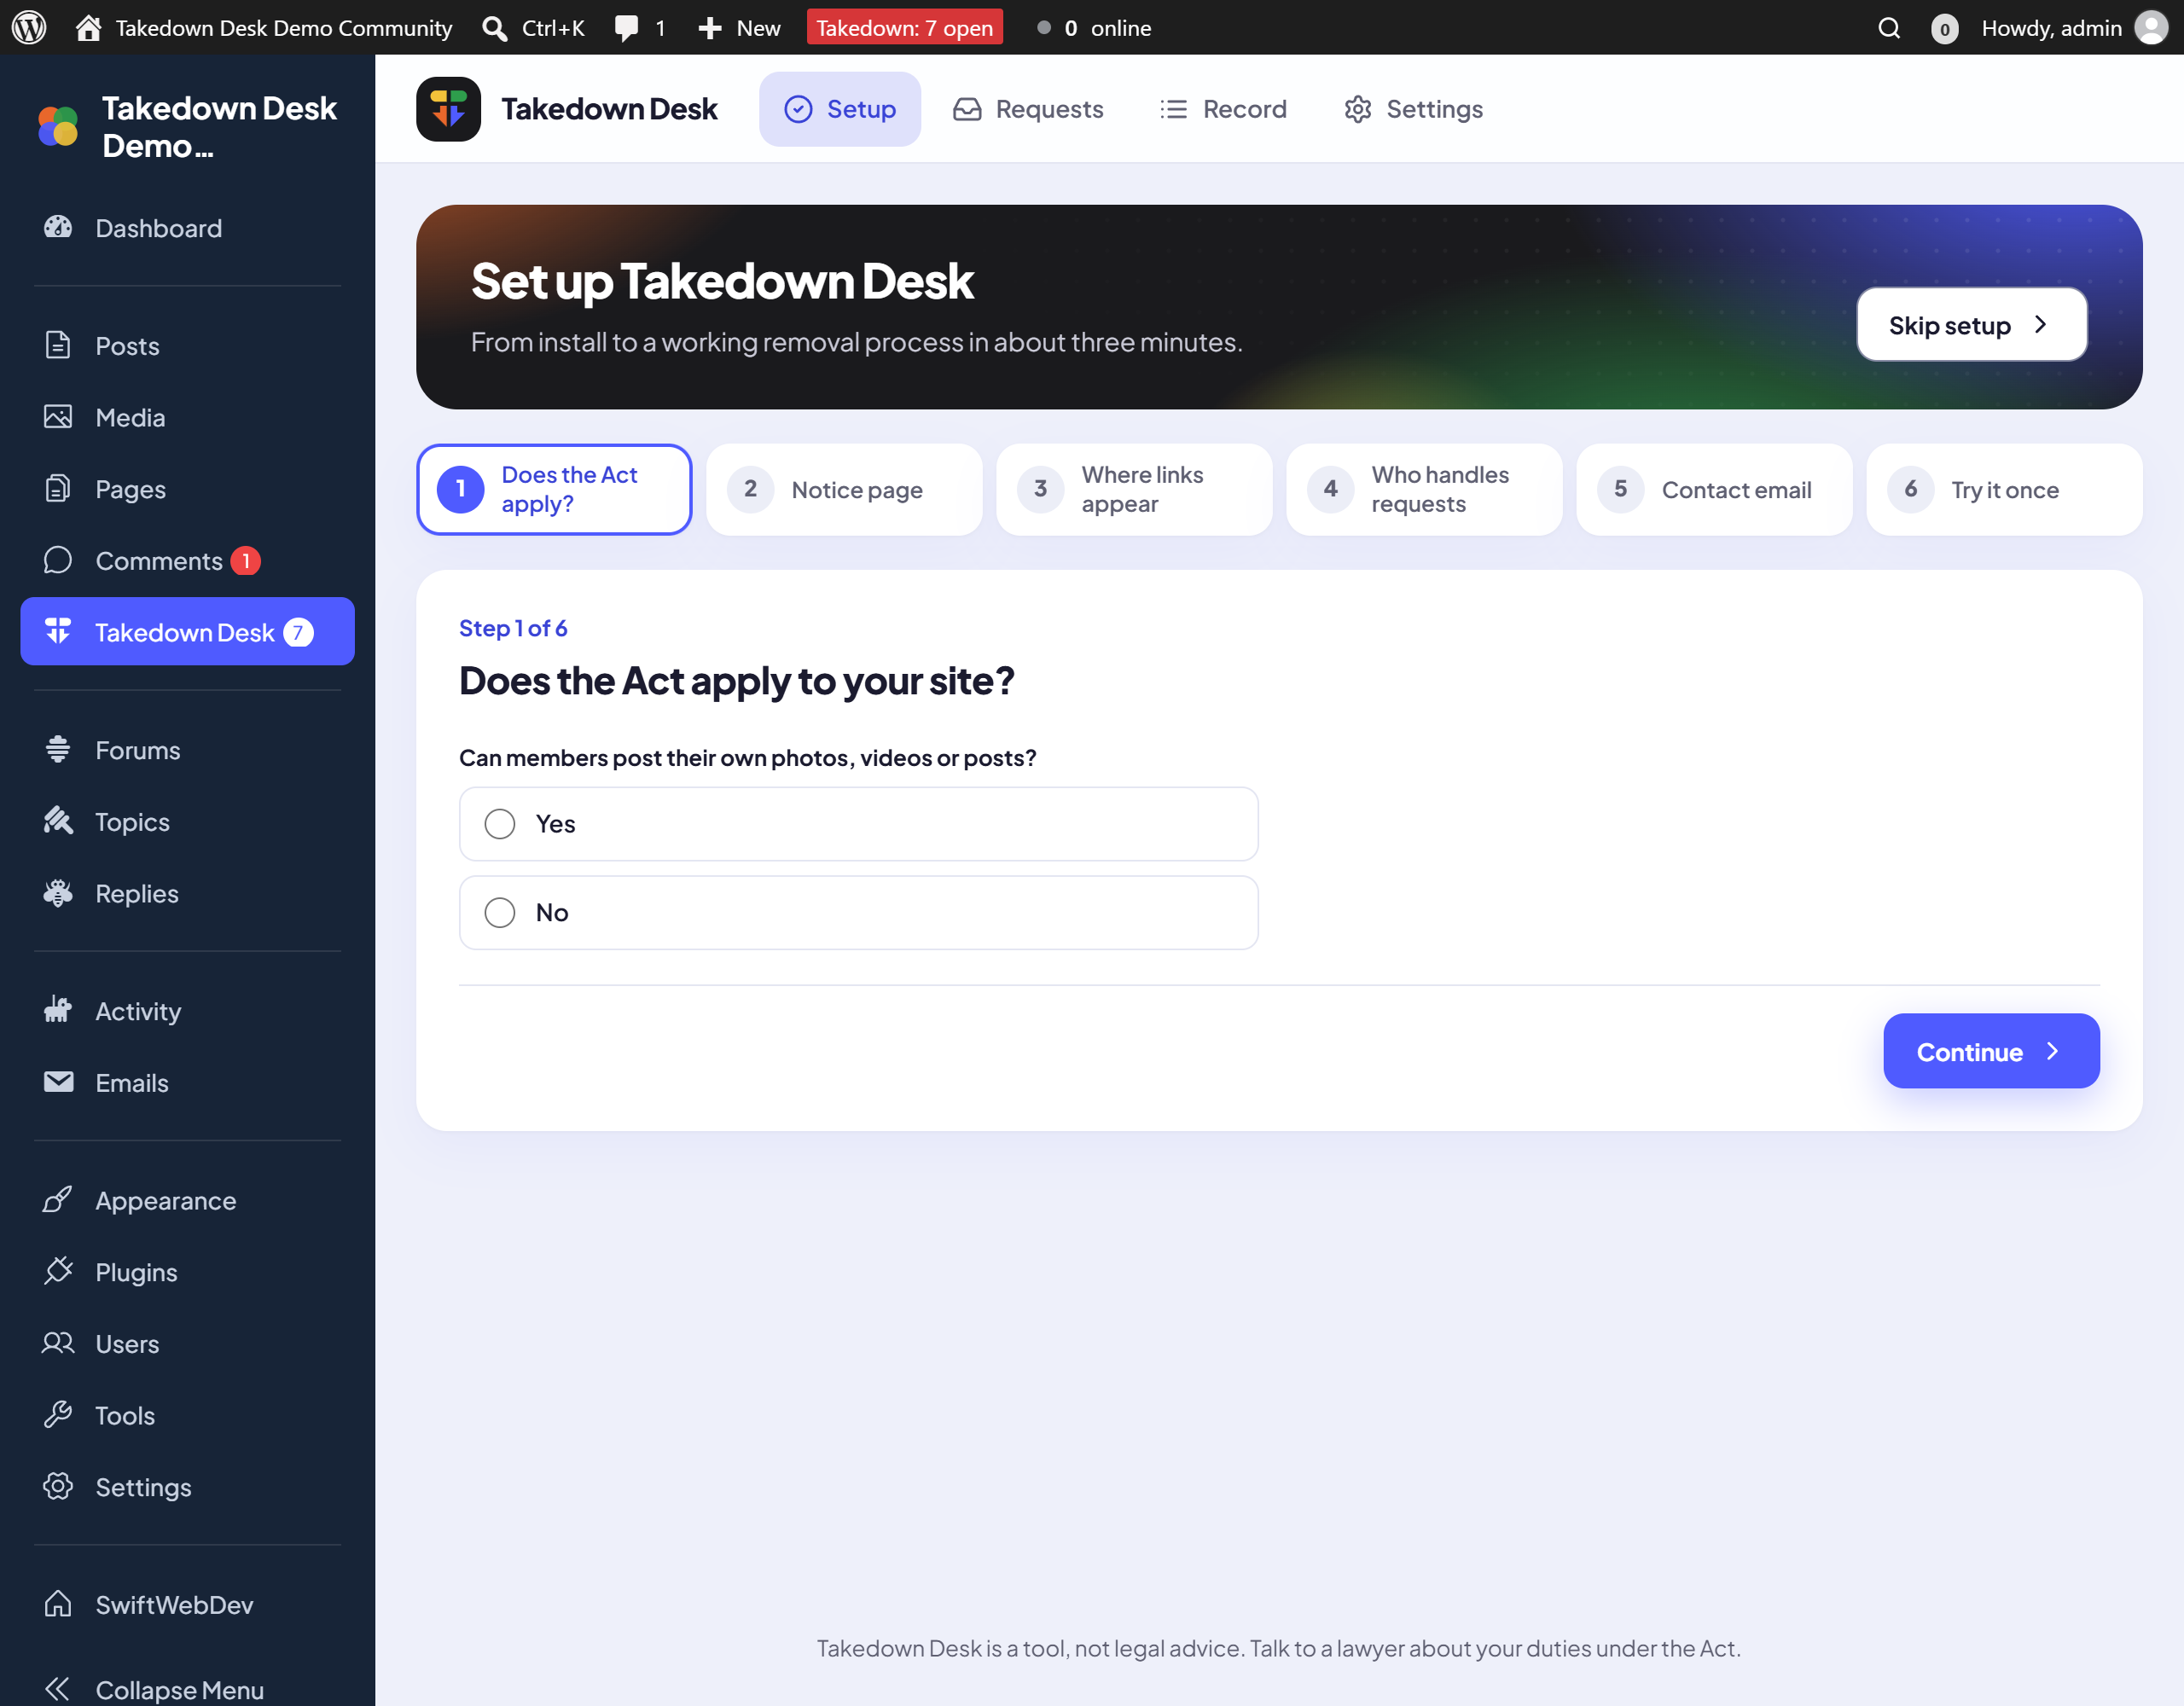 Takedown Desk Demo Community
Ctrl+K
1
New
Takedown: 7 open
0 online
0
Howdy, admin
Takedown Desk
Demo...
Dashboard
Posts
Media
Pages
Comments 1
Takedown Desk 7
Forums
Topics
Replies
Activity
Emails
Appearance
Plugins
Users
Tools
Settings
SwiftWebDev
Collapse Menu
Takedown Desk
Setup
Requests
Record
Settings
Set up Takedown Desk
From install to a working removal process in about three minutes.
Skip setup
1 Does the Act
apply?
2 Notice page
3 Where links
appear
4 Who handles
requests
5 Contact email
6 Try it once
Step 1 of 6
Does the Act apply to your site?
Can members post their own photos, videos or posts?
Yes
No
Continue
Takedown Desk is a tool, not legal advice. Talk to a lawyer about your duties under the Act.